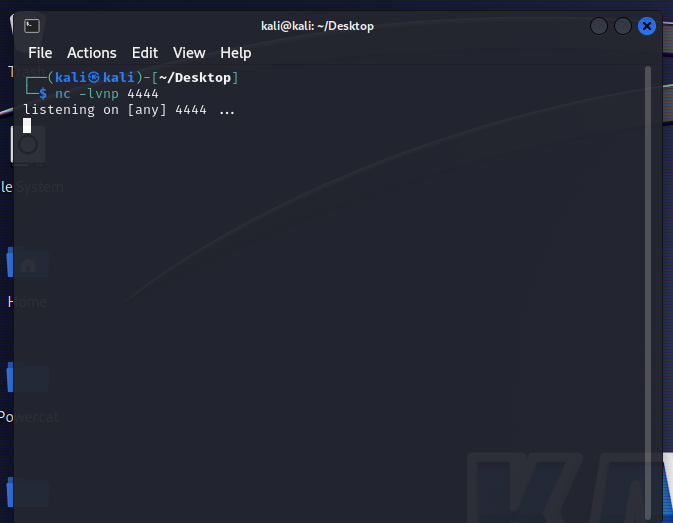 kali@kali: ~/Desktop
File Actions Edit View Help
┌──(kali㉿kali)-[~/Desktop]
└─$ nc -lvnp 4444
listening on [any] 4444 ...
le System
Home
Powercat